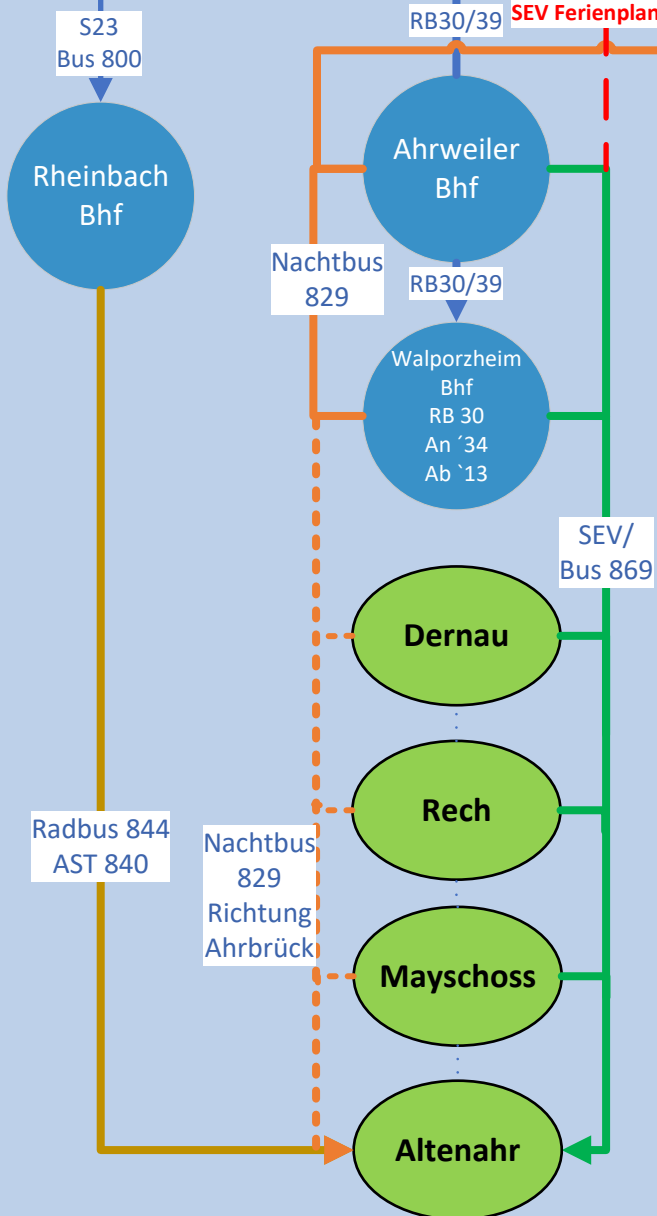 S23
Bus 800
RB30/39
SEV Ferienplan
Rheinbach
Bhf
Ahrweiler
Bhf
Nachtbus
829
RB30/39
Walporzheim
Bhf
RB 30
An ´34
Ab `13
SEV/
Bus 869
Dernau
Rech
Radbus 844
AST 840
Nachtbus
829
Richtung
Ahrbrück
Mayschoss
Altenahr